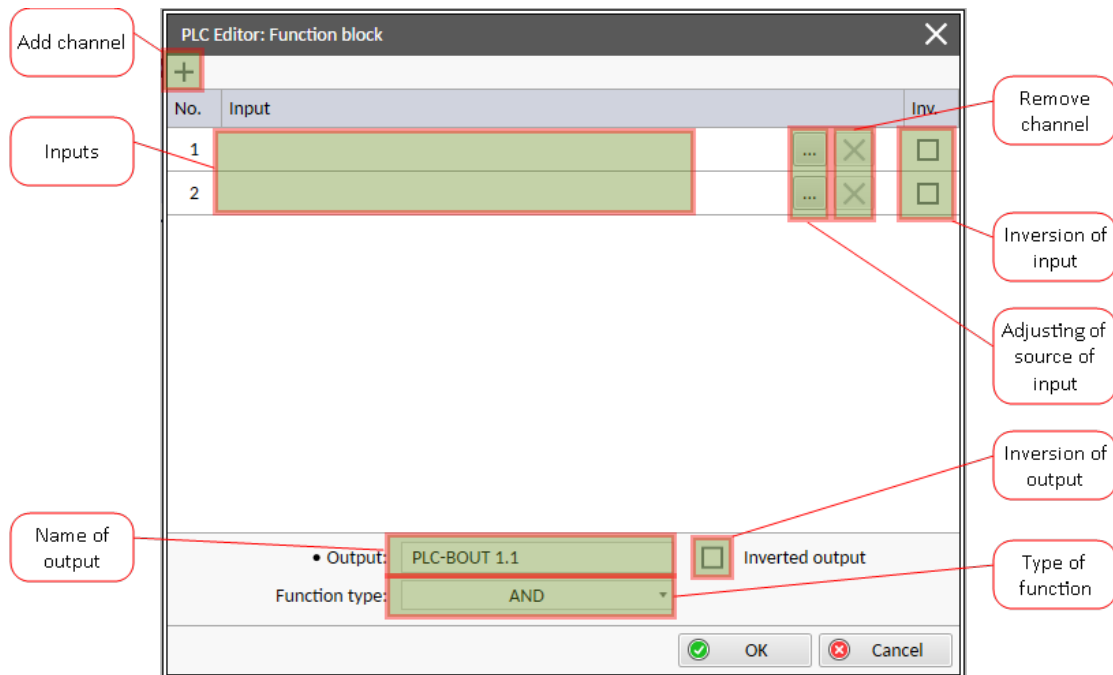 Add channel
PLC Editor: Function block
No. Input Inv.
Remove
channel
Inputs
1 ...
2 ...
Inversion of
input
Adjusting of
source of
input
Inversion of
output
Name of
output
• Output: PLC-BOUT 1.1 Inverted output
Function type: AND
Type of
function
OK Cancel